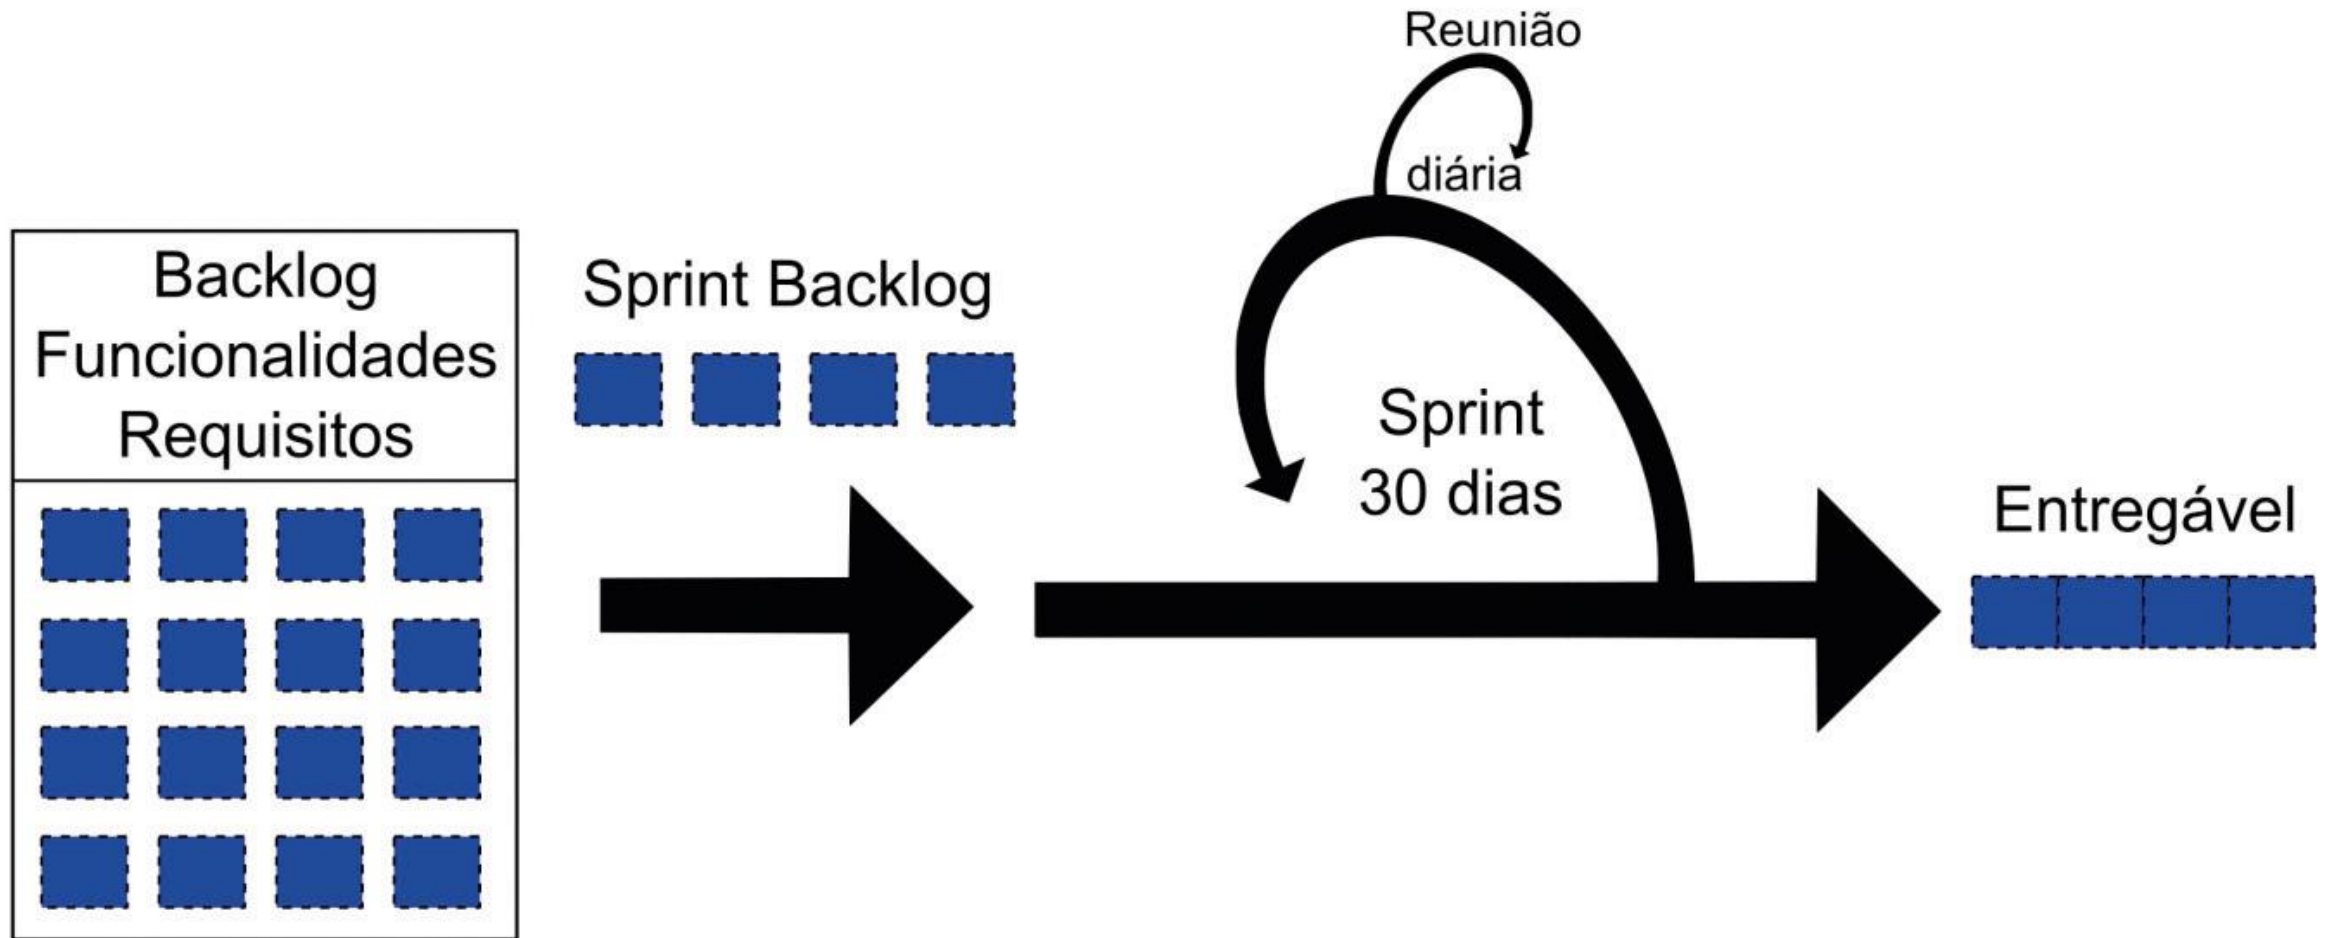 Backlog
Funcionalidades
Requisitos
Sprint Backlog
Reunião
diária
Sprint
30 dias
Entregável